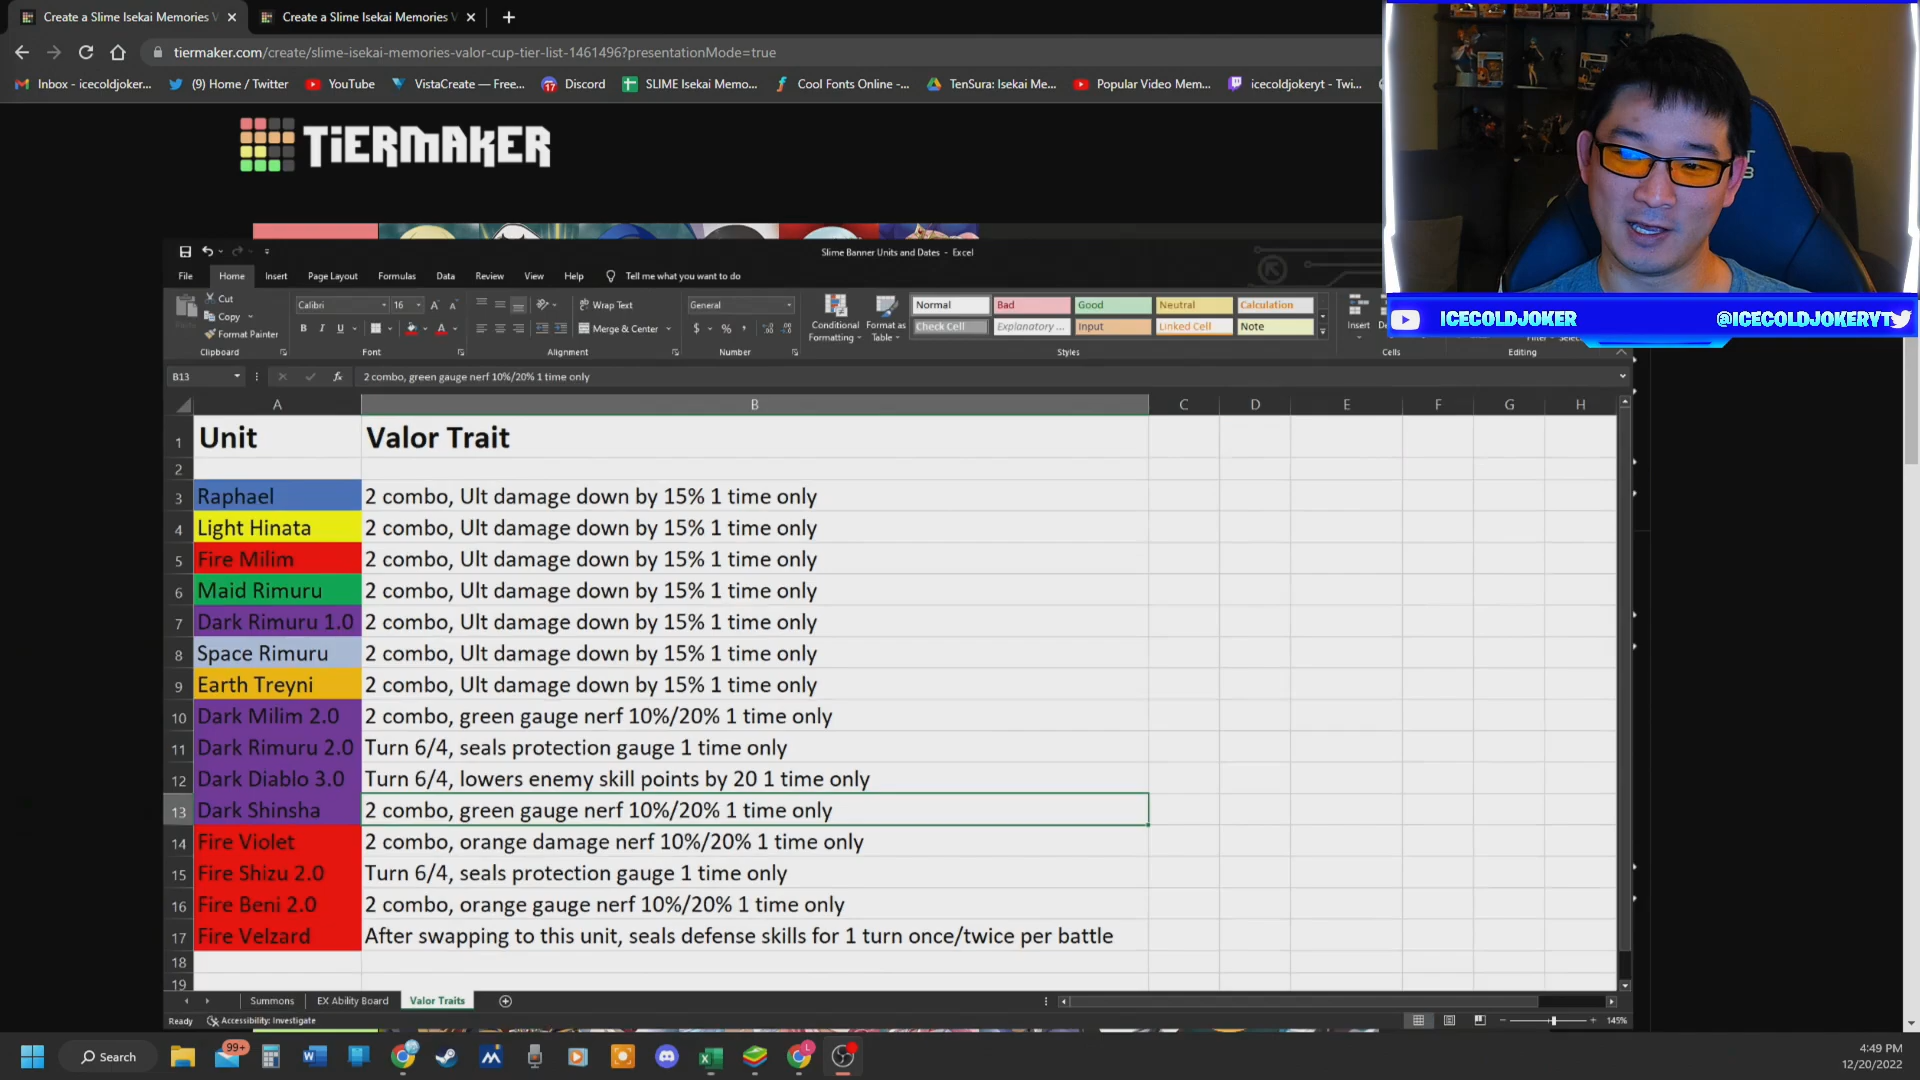 Create a Slime Isekai Memories V
Create a Slime Isekai Memories V
tiermaker.com/create/slime-isekai-memories-valor-cup-tier-list-1461496?presentationMode=true
Inbox - icecoldjoker...
(9) Home / Twitter
YouTube
VistaCreate — Free...
17
Discord
SLIME Isekai Memo...
Cool Fonts Online -...
TenSura: Isekai Me...
Popular Video Mem...
icecoldjokeryt - Twi...
TiERMAKER
Slime Banner Units and Dates - Excel
File Home Insert Page Layout Formulas Data Review View Help Tell me what you want to do
Cut
Copy
Format Painter
Clipboard
Calibri
16
B I U
Font
Wrap Text
Merge & Center
Alignment
General
$ %
Number
Conditional Formatting
Format as Table
Normal Bad Good Neutral Calculation
Check Cell Explanatory ... Input Linked Cell Note
Styles
Insert
Cells
Editing
ICECOLDJOKER
@ICECOLDJOKERYT
B13
fx
2 combo, green gauge nerf 10%/20% 1 time only
A B C D E F G H
1 Unit Valor Trait
2
3 Raphael 2 combo, Ult damage down by 15% 1 time only
4 Light Hinata 2 combo, Ult damage down by 15% 1 time only
5 Fire Milim 2 combo, Ult damage down by 15% 1 time only
6 Maid Rimuru 2 combo, Ult damage down by 15% 1 time only
7 Dark Rimuru 1.0 2 combo, Ult damage down by 15% 1 time only
8 Space Rimuru 2 combo, Ult damage down by 15% 1 time only
9 Earth Treyni 2 combo, Ult damage down by 15% 1 time only
10 Dark Milim 2.0 2 combo, green gauge nerf 10%/20% 1 time only
11 Dark Rimuru 2.0 Turn 6/4, seals protection gauge 1 time only
12 Dark Diablo 3.0 Turn 6/4, lowers enemy skill points by 20 1 time only
13 Dark Shinsha 2 combo, green gauge nerf 10%/20% 1 time only
14 Fire Violet 2 combo, orange damage nerf 10%/20% 1 time only
15 Fire Shizu 2.0 Turn 6/4, seals protection gauge 1 time only
16 Fire Beni 2.0 2 combo, orange gauge nerf 10%/20% 1 time only
17 Fire Velzard After swapping to this unit, seals defense skills for 1 turn once/twice per battle
18
19
Summons EX Ability Board Valor Traits
Ready Accessibility: Investigate
145%
Search
99+
4:49 PM
12/20/2022